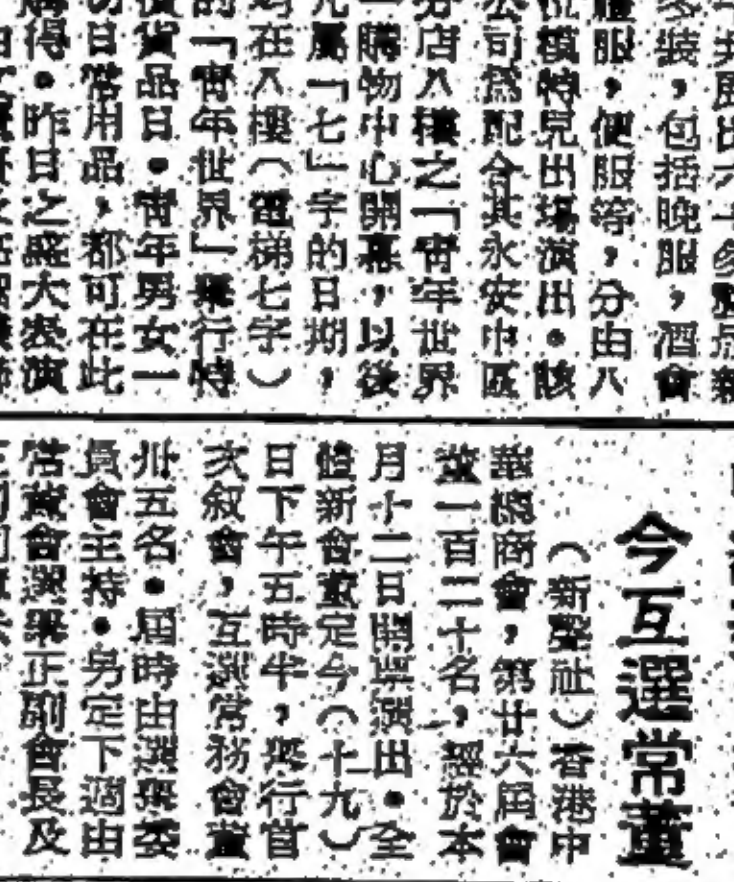 多裝，包括晚服，酒會
禮服，便服等，分由八
位模特兒出場演出。該
公司為配合其永安中區
分店八樓之「青年世界
」購物中心開幕，以後
凡屬「七」字的日期，
均在八樓（電梯七字）
的「青年世界」舉行特
價貨品日。青年男女一
切日常用品，都可在此
購得。昨日之盛大表演
今互選常董
（新聲社）香港中
華總商會，第廿六屆會
董一百二十名，經於本
月十二日開票選出。全
體新會董定今（十九）
日下午五時半，舉行首
次叙會，互選常務會董
卅五名。屆時由選舉委
員會主持。另定下週由
常董會選舉正副會長及